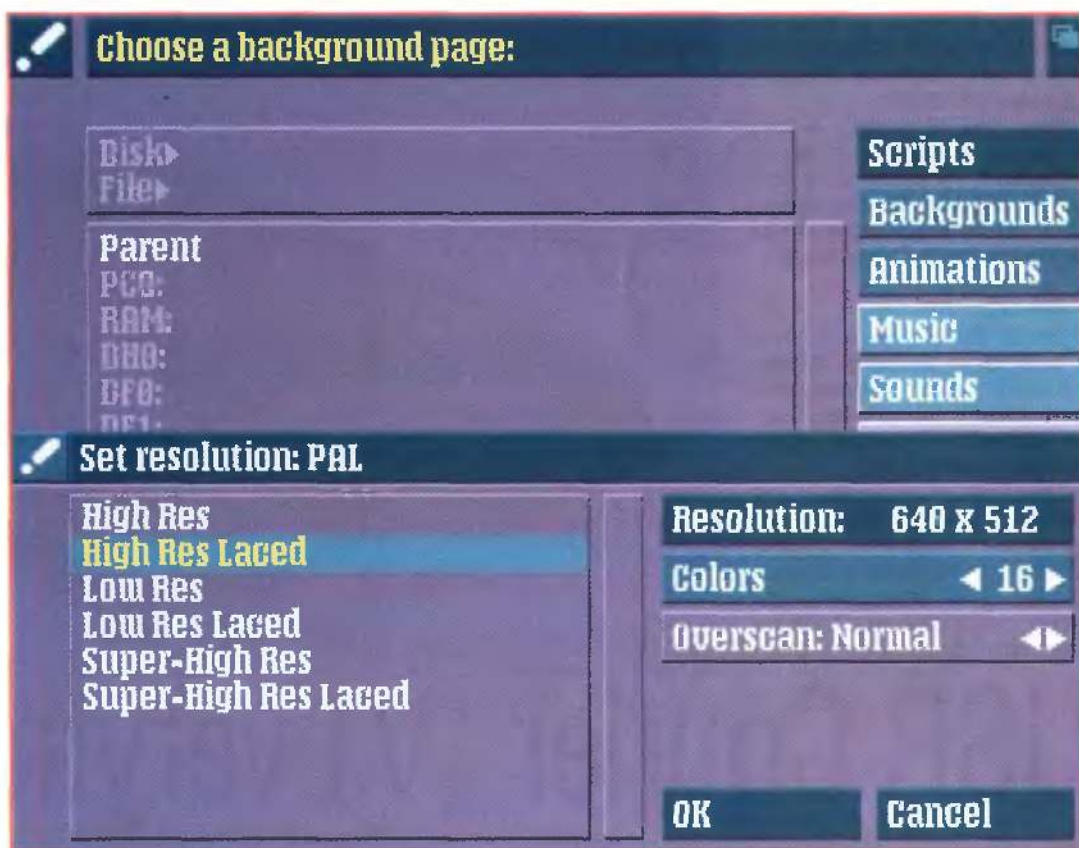 Choose a background page:
Disk
File
Parent
PC0:
RAM:
DH0:
DF0:
DF1:
Scripts
Backgrounds
Animations
Music
Sounds
Set resolution: PAL
High Res
High Res Laced
Low Res
Low Res Laced
Super-High Res
Super-High Res Laced
Resolution: 640 x 512
Colors 16
Overscan: Normal
OK Cancel